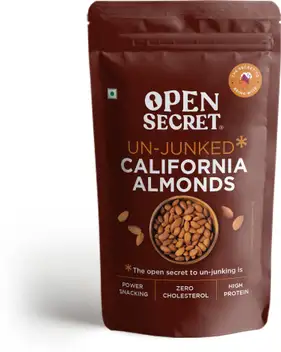 OPEN
SECRET®
UN-JUNKED*
CALIFORNIA
ALMONDS
*The open secret to un-junking is
POWER
SNACKING
ZERO
CHOLESTEROL
HIGH
PROTEIN